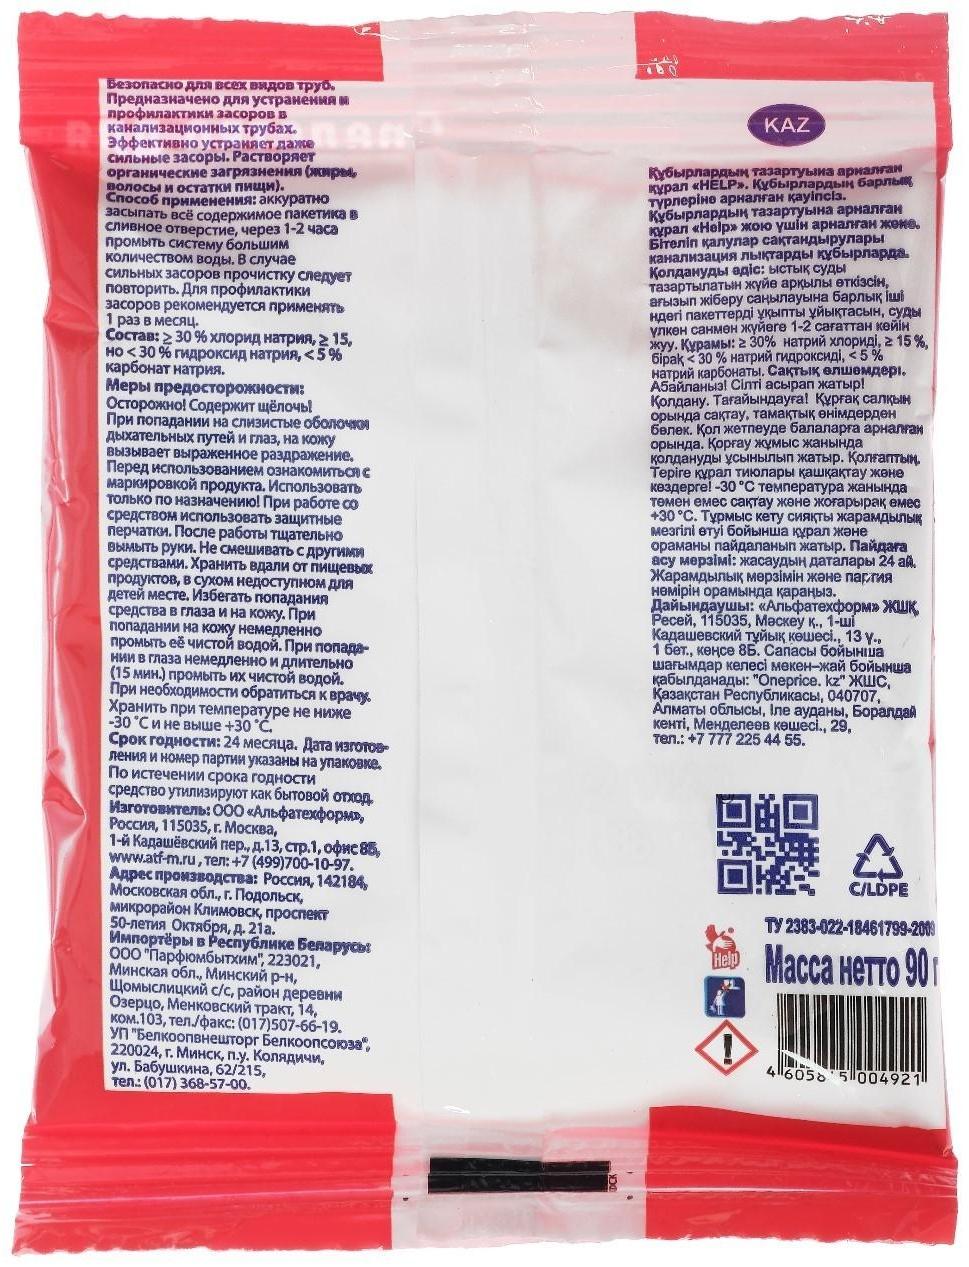 Безопасно для всех видов труб.
Предназначено для устранения и
профилактики засоров в
канализационных трубах.
Эффективно устраняет даже
сильные засоры. Растворяет
органические загрязнения (жиры,
волосы и остатки пищи).
Способ применения: аккуратно
засыпать всё содержимое пакетика в
сливное отверстие, через 1-2 часа
промыть систему большим
количеством воды. В случае
сильных засоров прочистку следует
повторить. Для профилактики
засоров рекомендуется применять
1 раз в месяц.
Состав: ≥ 30 % хлорид натрия, ≥ 15,
но < 30 % гидроксид натрия, < 5 %
карбонат натрия.
Меры предосторожности:
Осторожно! Содержит щёлочь!
При попадании на слизистые оболочки
дыхательных путей и глаз, на кожу
вызывает выраженное раздражение.
Перед использованием ознакомиться с
маркировкой продукта. Использовать
только по назначению! При работе со
средством использовать защитные
перчатки. После работы тщательно
вымыть руки. Не смешивать с другими
средствами. Хранить вдали от пищевых
продуктов, в сухом недоступном для
детей месте. Избегать попадания
средства в глаза и на кожу. При
попадании на кожу немедленно
промыть её чистой водой. При попада-
нии в глаза немедленно и длительно
(15 мин.) промыть их чистой водой.
При необходимости обратиться к врачу.
Хранить при температуре не ниже
-30 °С и не выше +30 °С.
Срок годности: 24 месяца. Дата изготов-
ления и номер партии указаны на упаковке.
По истечении срока годности
средство утилизируют как бытовой отход.
Изготовитель: ООО «Альфатехформ»,
Россия, 115035, г. Москва,
1-й Кадашёвский пер., д.13, стр.1, офис 8Б,
www.atf-m.ru , тел: +7 (499)700-10-97.
Адрес производства: Россия, 142184,
Московская обл., г. Подольск,
микрорайон Климовск, проспект
50-летия Октября, д. 21а.
Импортёры в Республике Беларусь:
ООО "Парфюмбытхим", 223021,
Минская обл., Минский р-н,
Щомыслицкий с/с, район деревни
Озерцо, Менковский тракт, 14,
ком.103, тел./факс: (017)507-66-19.
УП "Белкоопвнешторг Белкоопсоюза",
220024, г. Минск, п.у. Колядичи,
ул. Бабушкина, 62/215,
тел.: (017) 368-57-00.
KAZ
Құбырлардың тазартуына арналған
құрал «HELP». Құбырлардың барлық
түрлеріне арналған қауіпсіз.
Құбырлардың тазартуына арналған
құрал «Help» жою үшін арналған және.
Бітеліп қалулар сақтандырулары
канализация лықтарды құбырларда.
Қолдануды әдіс: ыстық суды
тазартылатын жүйе арқылы өткізсін,
ағызып жіберу саңылауына барлық іші
ндегі пакеттерді ұқыпты ұйықтасын, суды
үлкен санмен жүйеге 1-2 сағаттан кейін
жуу. Құрамы: ≥ 30% натрий хлориді, ≥ 15 %,
бірақ < 30 % натрий гидроксиді, < 5 %
натрий карбонаты. Сақтық өлшемдері.
Абайланыз! Сілті асырап жатыр!
Қолдану. Тағайындауға! Құрғақ салқын
орында сақтау, тамақтық өнімдерден
бөлек. Қол жетпеуде балаларға арналған
орында. Қорғау жұмыс жанында
қолдануды ұсынылып жатыр. Қолғаптың.
Теріге құрал тиюлары қашқақтау және
көздерге! -30 °С температура жанында
төмен емес сақтау және жоғарырақ емес
+30 °С. Тұрмыс кету сияқты жарамдылық
мезгілі өтуі бойынша құрал және
ораманы пайдаланып жатыр. Пайдаға
асу мерзімі: жасаудың даталары 24 ай.
Жарамдылық мерзімін және партия
нөмірін орамында қараңыз.
Дайындаушы: «Альфатехформ» ЖШҚ,
Ресей, 115035, Мәскеу қ., 1-ші
Кадашевский тұйық көшесі., 13 ү.,
1 бет., кеңсе 8Б. Сапасы бойынша
шағымдар келесі мекен–жай бойынша
қабылданады: "Oneprice. kz" ЖШС,
Қазақстан Республикасы, 040707,
Алматы облысы, Іле ауданы, Боралдай
кенті, Менделеев көшесі., 29,
тел.: +7 777 225 44 55.
C/LDPE
ТУ 2383-022-18461799-2009
Help
Масса нетто 90 г
4 605845 004921